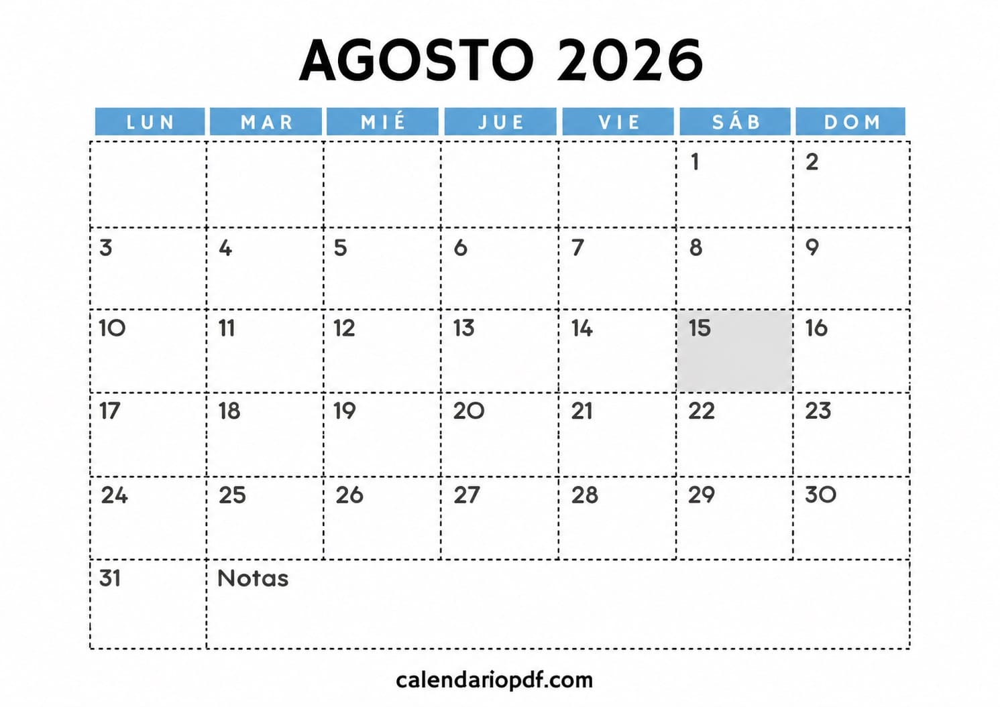 AGOSTO 2026
LUN MAR MIÉ JUE VIE SÁB DOM
1 2
3 4 5 6 7 8 9
10 11 12 13 14 15 16
17 18 19 20 21 22 23
24 25 26 27 28 29 30
31 Notas
calendariopdf.com